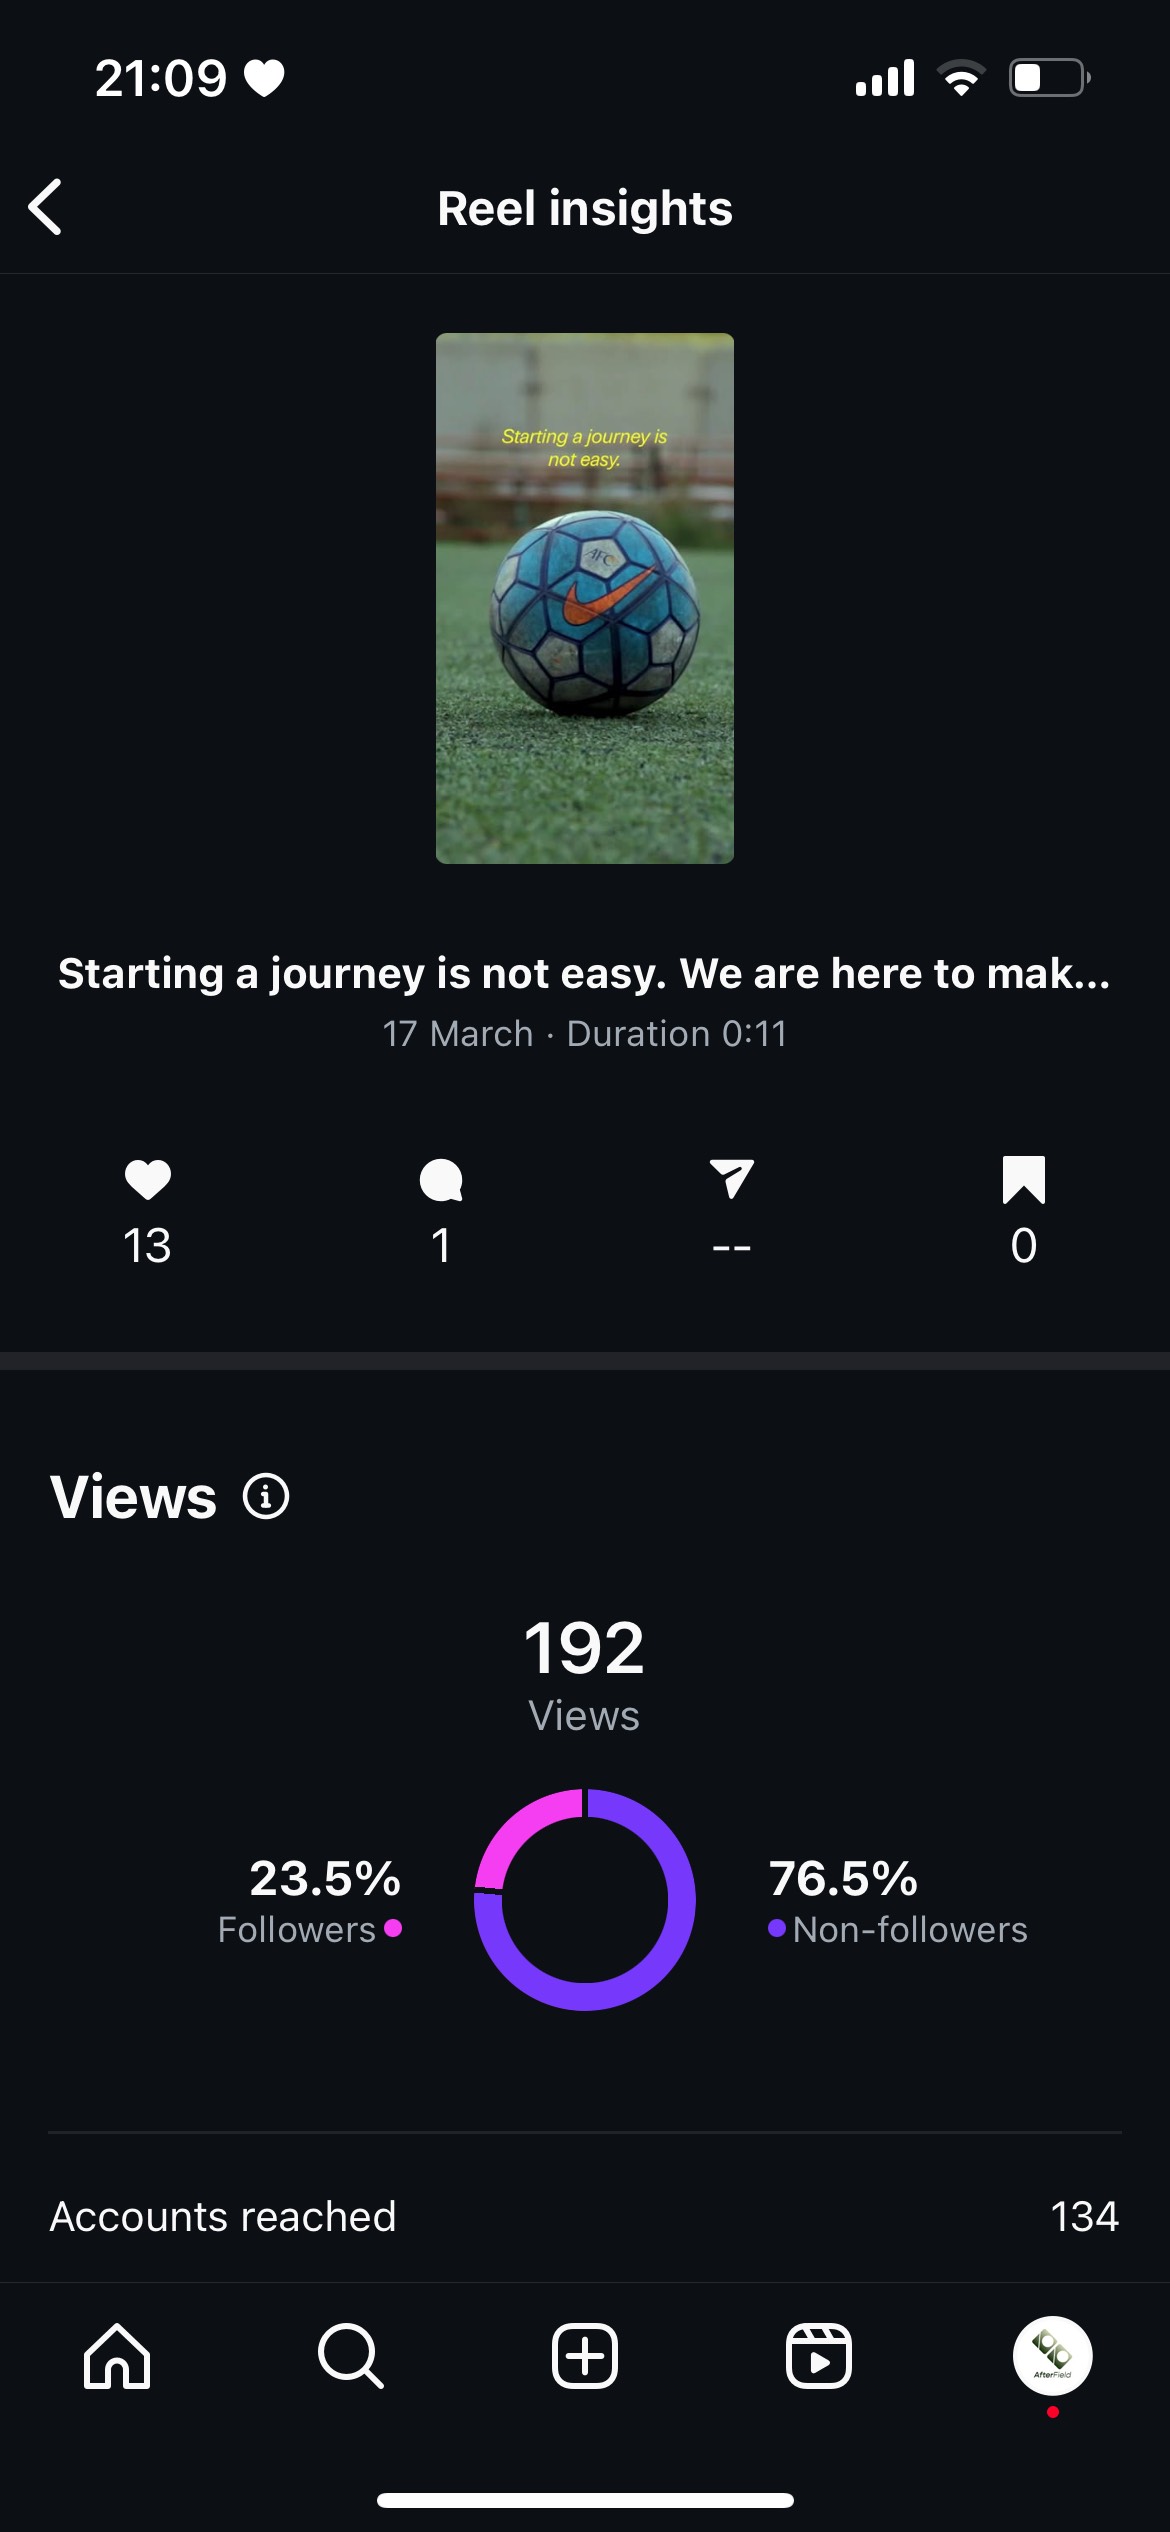 21:09
Reel insights
Starting a journey is
not easy.
AFC
Starting a journey is not easy. We are here to mak...
17 March · Duration 0:11
13 1 -- 0
Views
192
Views
23.5% 76.5%
Followers Non-followers
Accounts reached 134
AfterField